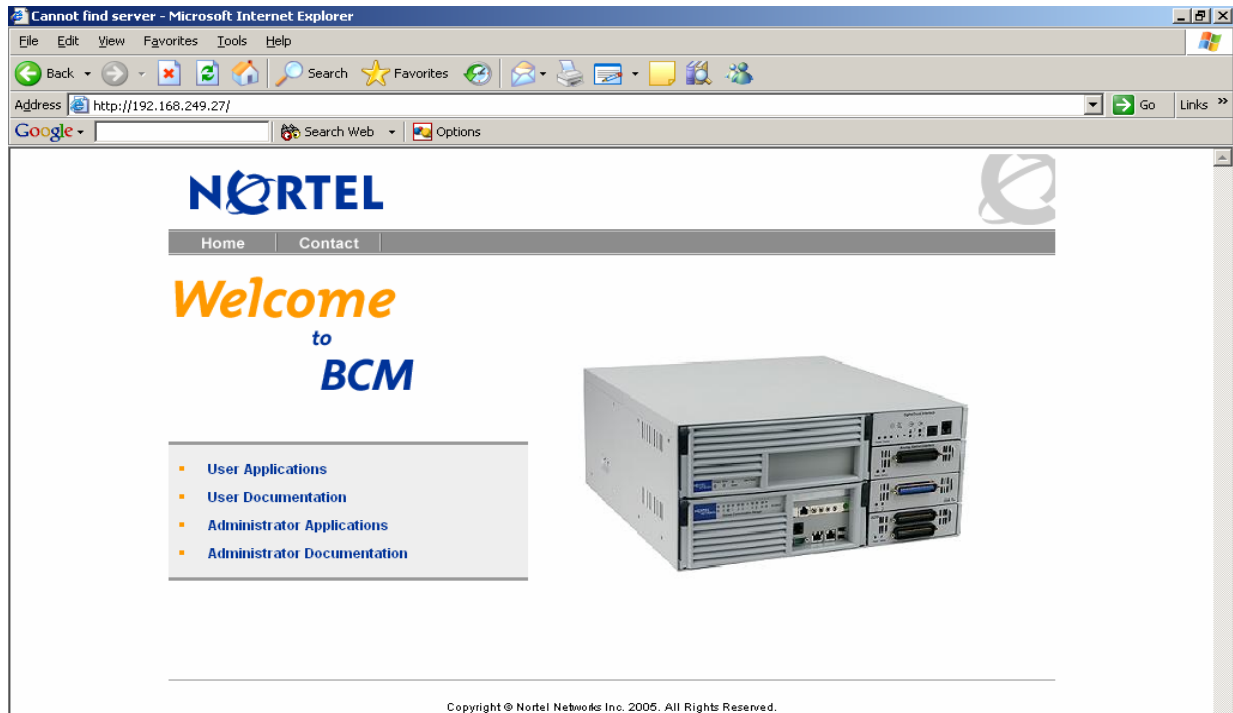 Cannot find server - Microsoft Internet Explorer
File Edit View Favorites Tools Help
Back Search Favorites
Address http://192.168.249.27/ Go Links »
Google Search Web Options
NORTEL
Home Contact
Welcome
to
BCM
User Applications
User Documentation
Administrator Applications
Administrator Documentation
Copyright © Nortel Networks Inc. 2005. All Rights Reserved.